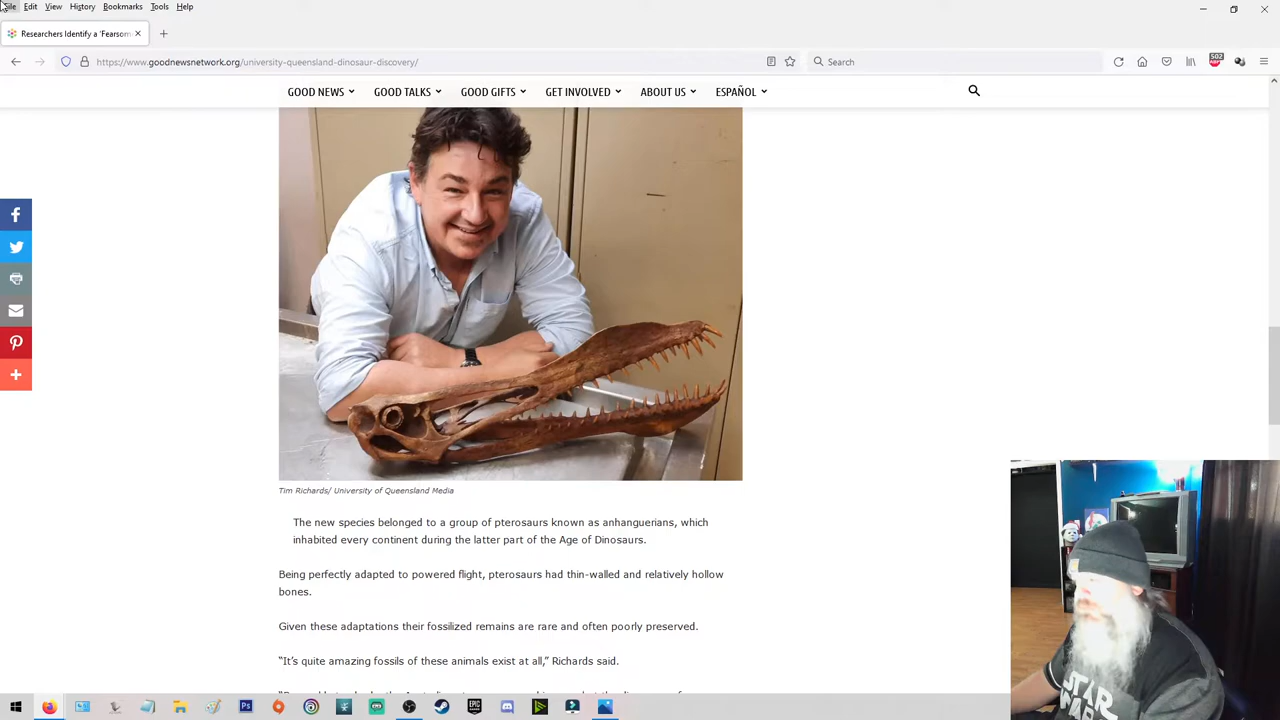 File Edit View History Bookmarks Tools Help
Researchers Identify a 'Fearsom
https://www.goodnewsnetwork.org/university-queensland-dinosaur-discovery/
Search
502
GOOD NEWS GOOD TALKS GOOD GIFTS GET INVOLVED ABOUT US ESPAÑOL
Tim Richards/ University of Queensland Media
The new species belonged to a group of pterosaurs known as anhanguerians, which
inhabited every continent during the latter part of the Age of Dinosaurs.
Being perfectly adapted to powered flight, pterosaurs had thin-walled and relatively hollow
bones.
Given these adaptations their fossilized remains are rare and often poorly preserved.
“It’s quite amazing fossils of these animals exist at all,” Richards said.
STAR
WARS